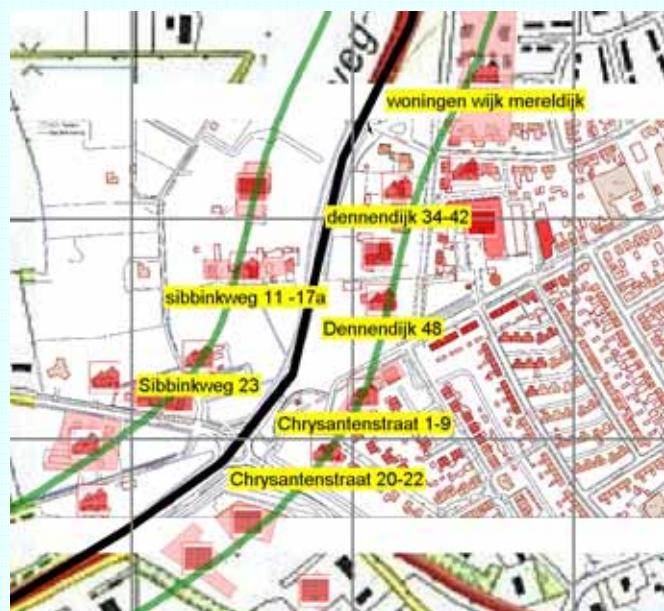 weg
woningen wijk mereldijk
dennendijk 34-42
sibbinkweg 11 -17a
Dennendijk 48
Sibbinkweg 23
Chrysantenstraat 1-9
Chrysantenstraat 20-22